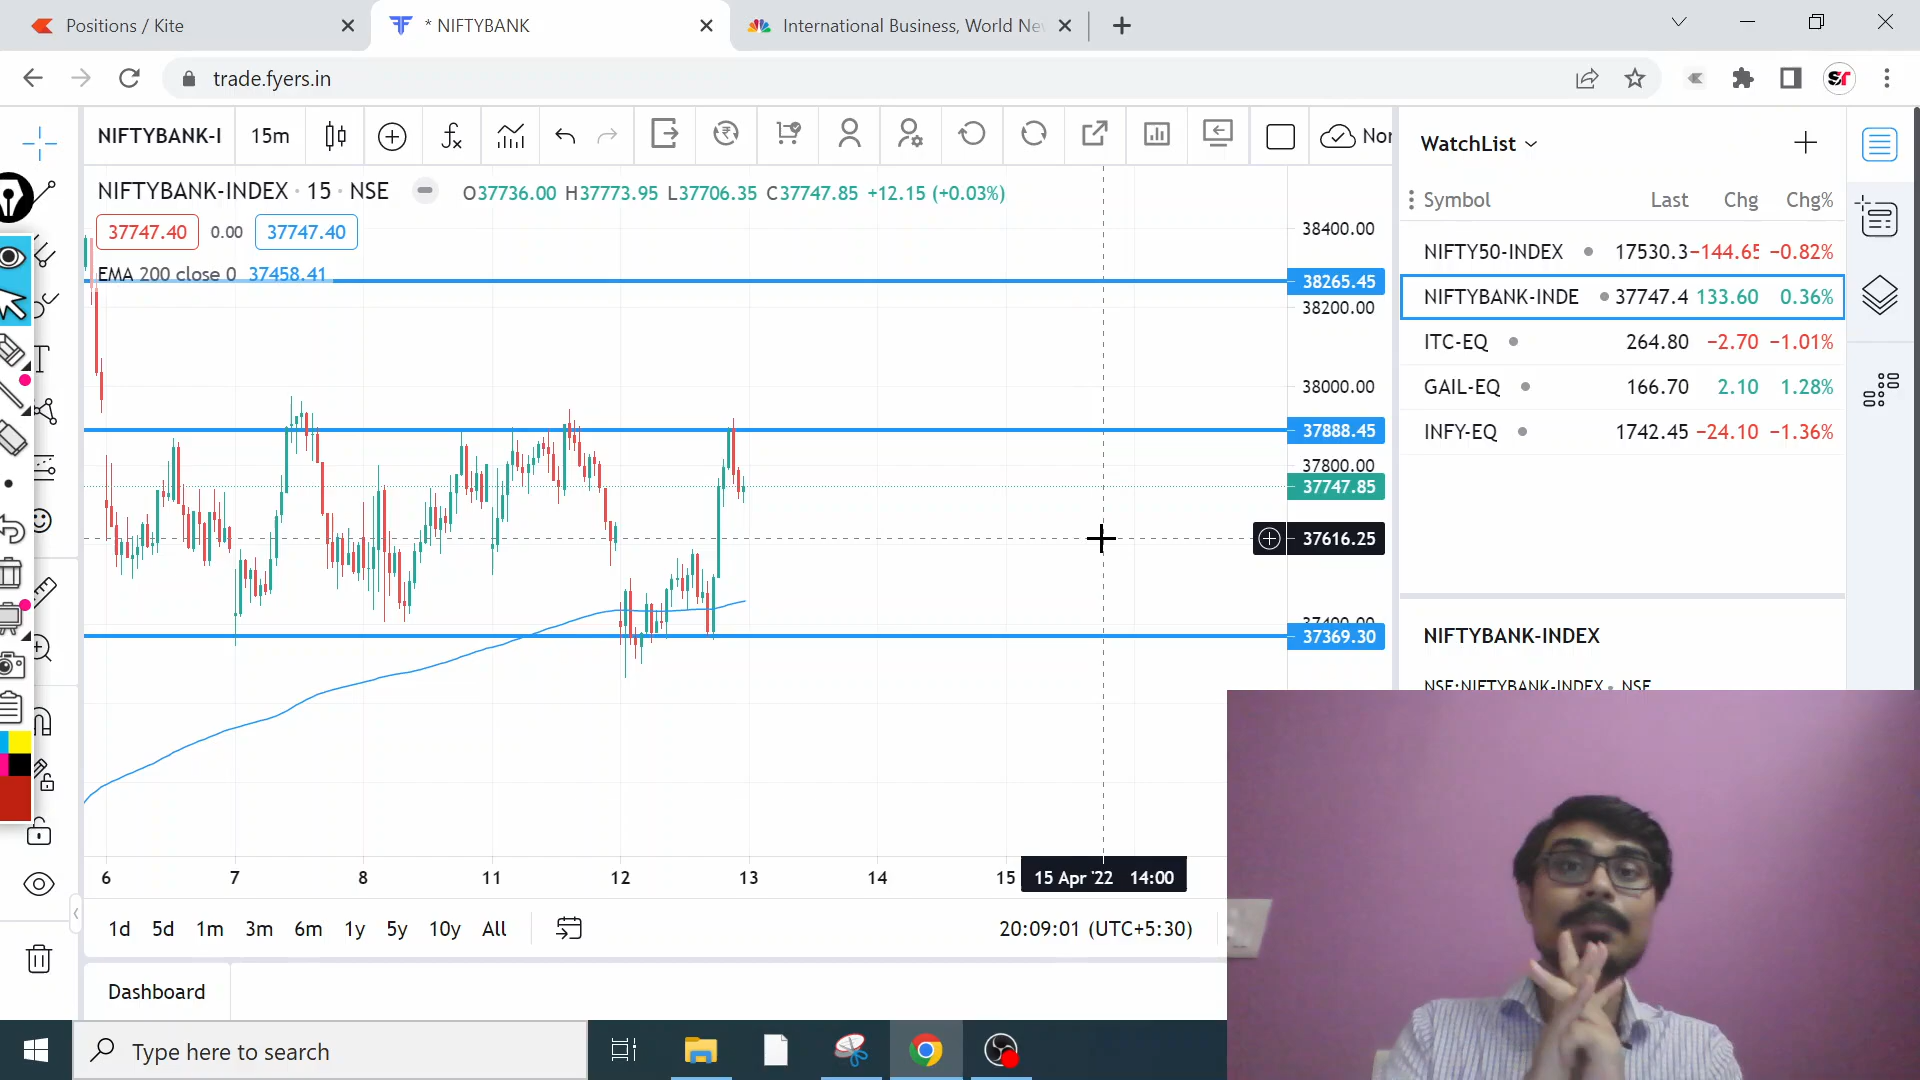 Positions / Kite
* NIFTYBANK
International Business, World Ne
trade.fyers.in
NIFTYBANK-I
15m
Nor
NIFTYBANK-INDEX · 15 · NSE
O37736.00 H37773.95 L37706.35 C37747.85 +12.15 (+0.03%)
37747.40 0.00 37747.40
EMA 200 close 0 37458.41
38400.00
38265.45
38200.00
38000.00
37888.45
37800.00
37747.85
37616.25
37400.00
37369.30
6 7 8 11 12 13 14 15
15 Apr '22 14:00
1d 5d 1m 3m 6m 1y 5y 10y All
20:09:01 (UTC+5:30)
Dashboard
WatchList
Symbol Last Chg Chg%
NIFTY50-INDEX 17530.3 −144.65 −0.82%
NIFTYBANK-INDE 37747.4 133.60 0.36%
ITC-EQ 264.80 −2.70 −1.01%
GAIL-EQ 166.70 2.10 1.28%
INFY-EQ 1742.45 −24.10 −1.36%
NIFTYBANK-INDEX
NSE:NIFTYBANK-INDEX • NSE
Type here to search